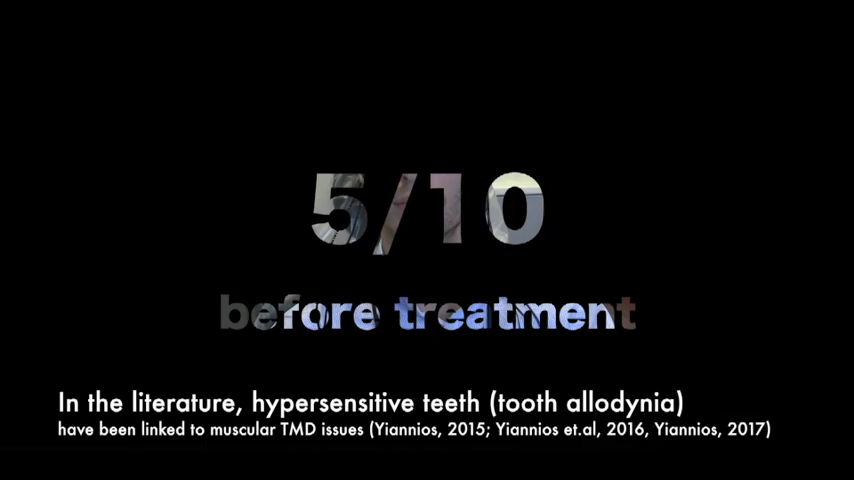 5/10
before treatment
In the literature, hypersensitive teeth (tooth allodynia)
have been linked to muscular TMD issues (Yiannios, 2015; Yiannios et.al, 2016, Yiannios, 2017)